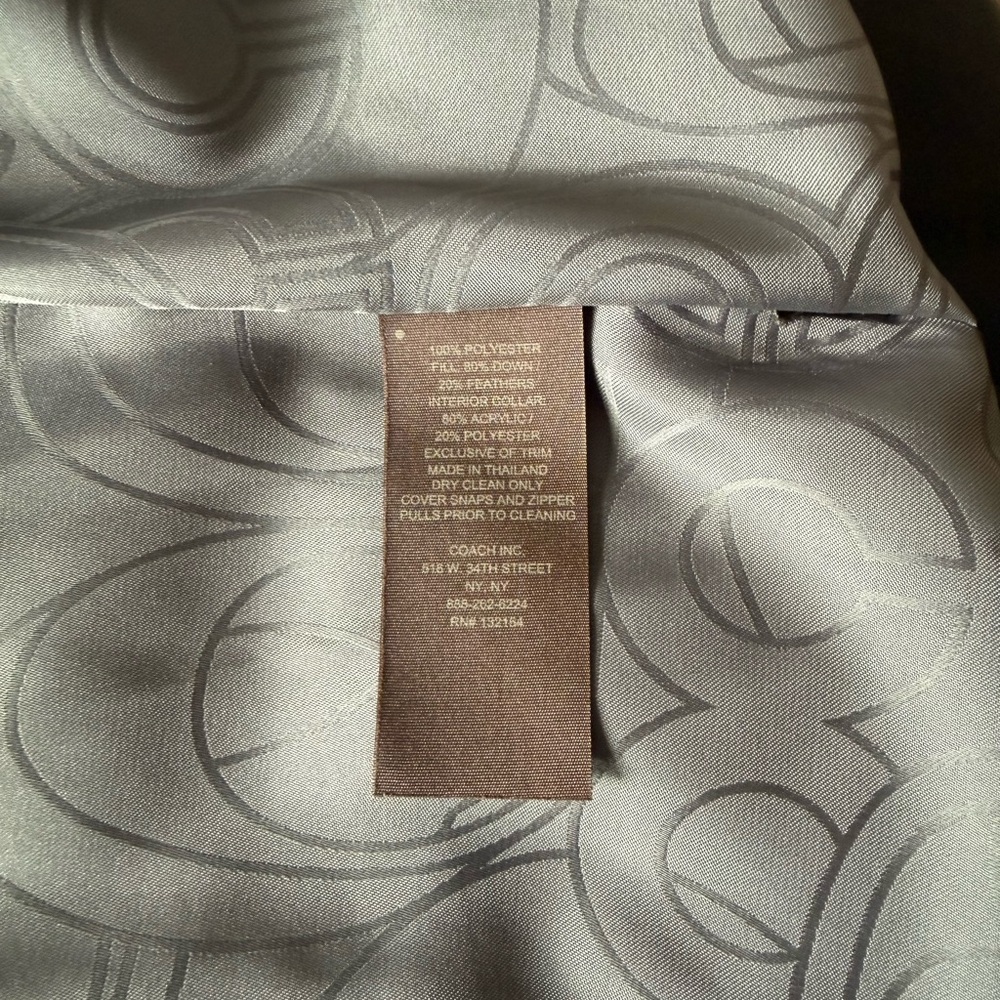 100% POLYESTER
FILL: 80% DOWN
20% FEATHERS
INTERIOR COLLAR:
80% ACRYLIC/
20% POLYESTER
EXCLUSIVE OF TRIM
MADE IN THAILAND
DRY CLEAN ONLY
COVER SNAPS AND ZIPPER
PULLS PRIOR TO CLEANING
COACH INC.
516 W. 34TH STREET
NY, NY
888-262-6224
RN# 132154